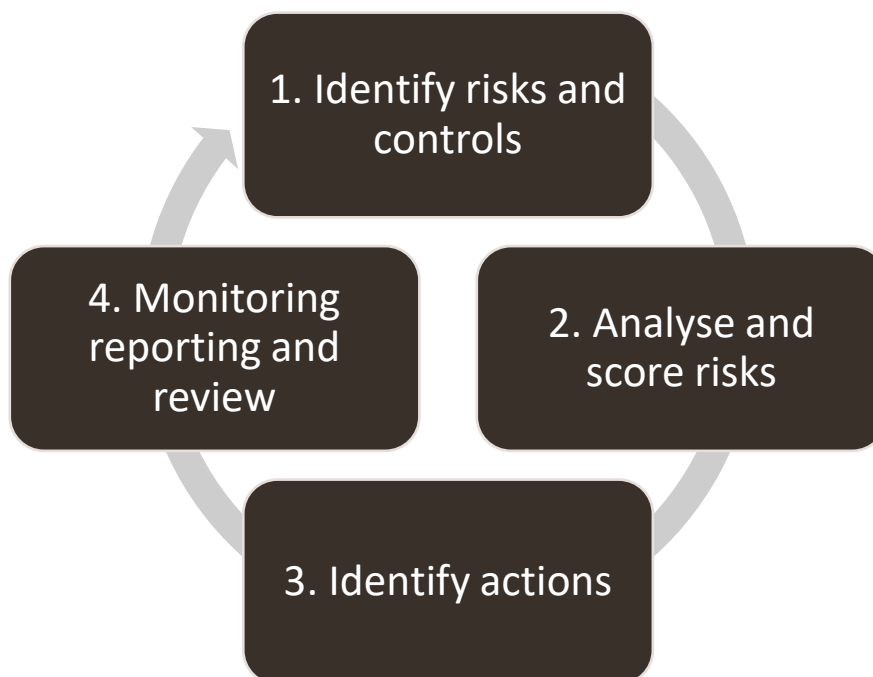 1. Identify risks and
controls
2. Analyse and
score risks
3. Identify actions
4. Monitoring
reporting and
review